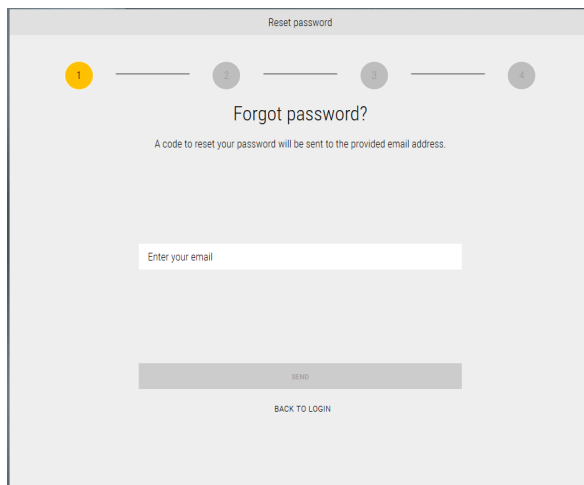 Reset password
1 2 3 4
Forgot password?
A code to reset your password will be sent to the provided email address.
Enter your email
SEND
BACK TO LOGIN